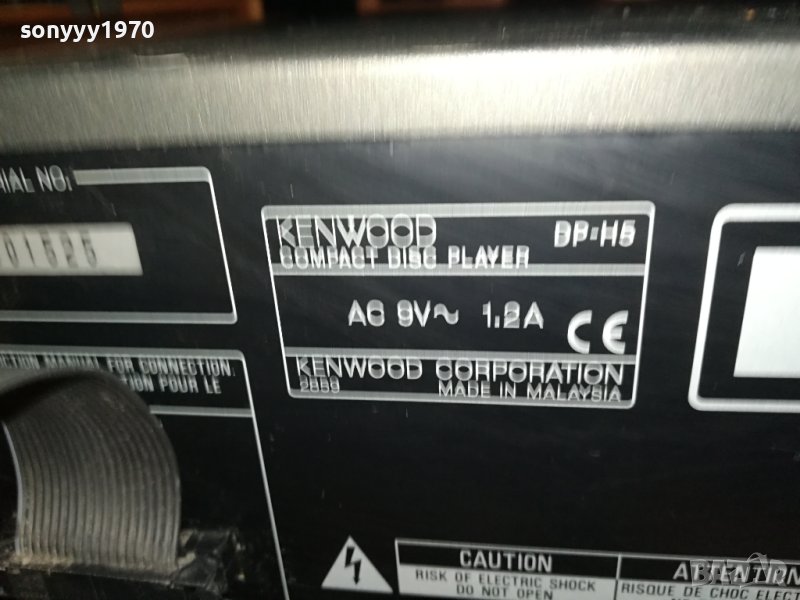 sonyyy1970
RIAL NO.
01525
KENWOOD DP-H5
COMPACT DISC PLAYER
AC 9V~ 1.2A CE
KENWOOD CORPORATION
2859 MADE IN MALAYSIA
CTION MANUAL FOR CONNECTION.
TION POUR LE
CAUTION
RISK OF ELECTRIC SHOCK
DO NOT OPEN
ATTENTION
RISQUE DE CHOC ELECT